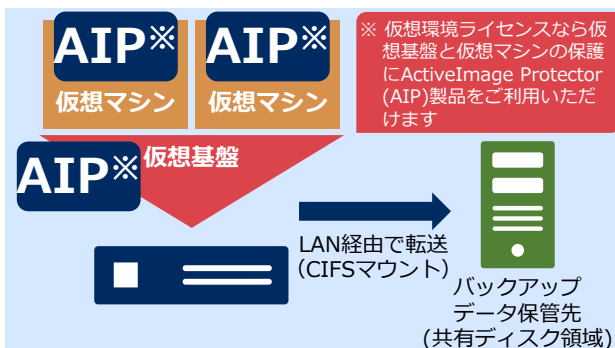 AIP※
AIP※
仮想マシン
仮想マシン
※ 仮想環境ライセンスなら仮
想基盤と仮想マシンの保護
にActiveImage Protector
(AIP)製品をご利用いただ
けます
仮想基盤
AIP※
LAN経由で転送
（CIFSマウント）
バックアップ
データ保管先
(共有ディスク領域)